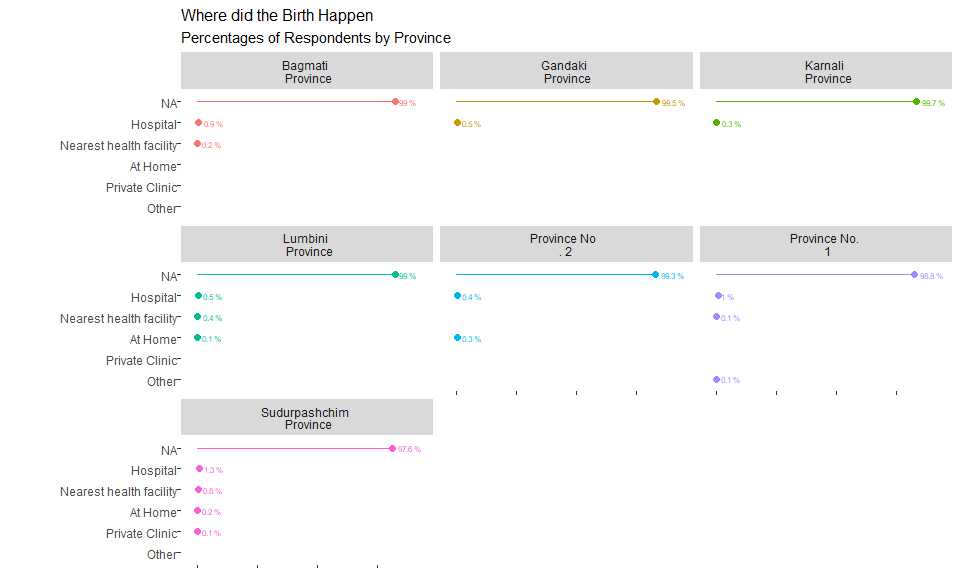 Where did the Birth Happen
Percentages of Respondents by Province
Bagmati
Province
Gandaki
Province
Karnali
Province
NA
99 %
99.5 %
99.7 %
Hospital
0.9 %
0.5 %
0.3 %
Nearest health facility
0.2 %
At Home
Private Clinic
Other
Lumbini
Province
Province No
. 2
Province No.
1
NA
99 %
99.3 %
98.8 %
Hospital
0.5 %
0.4 %
1 %
Nearest health facility
0.4 %
0.1 %
At Home
0.1 %
0.3 %
Private Clinic
Other
0.1 %
Sudurpashchim
Province
NA
97.6 %
Hospital
1.3 %
Nearest health facility
0.8 %
At Home
0.2 %
Private Clinic
0.1 %
Other